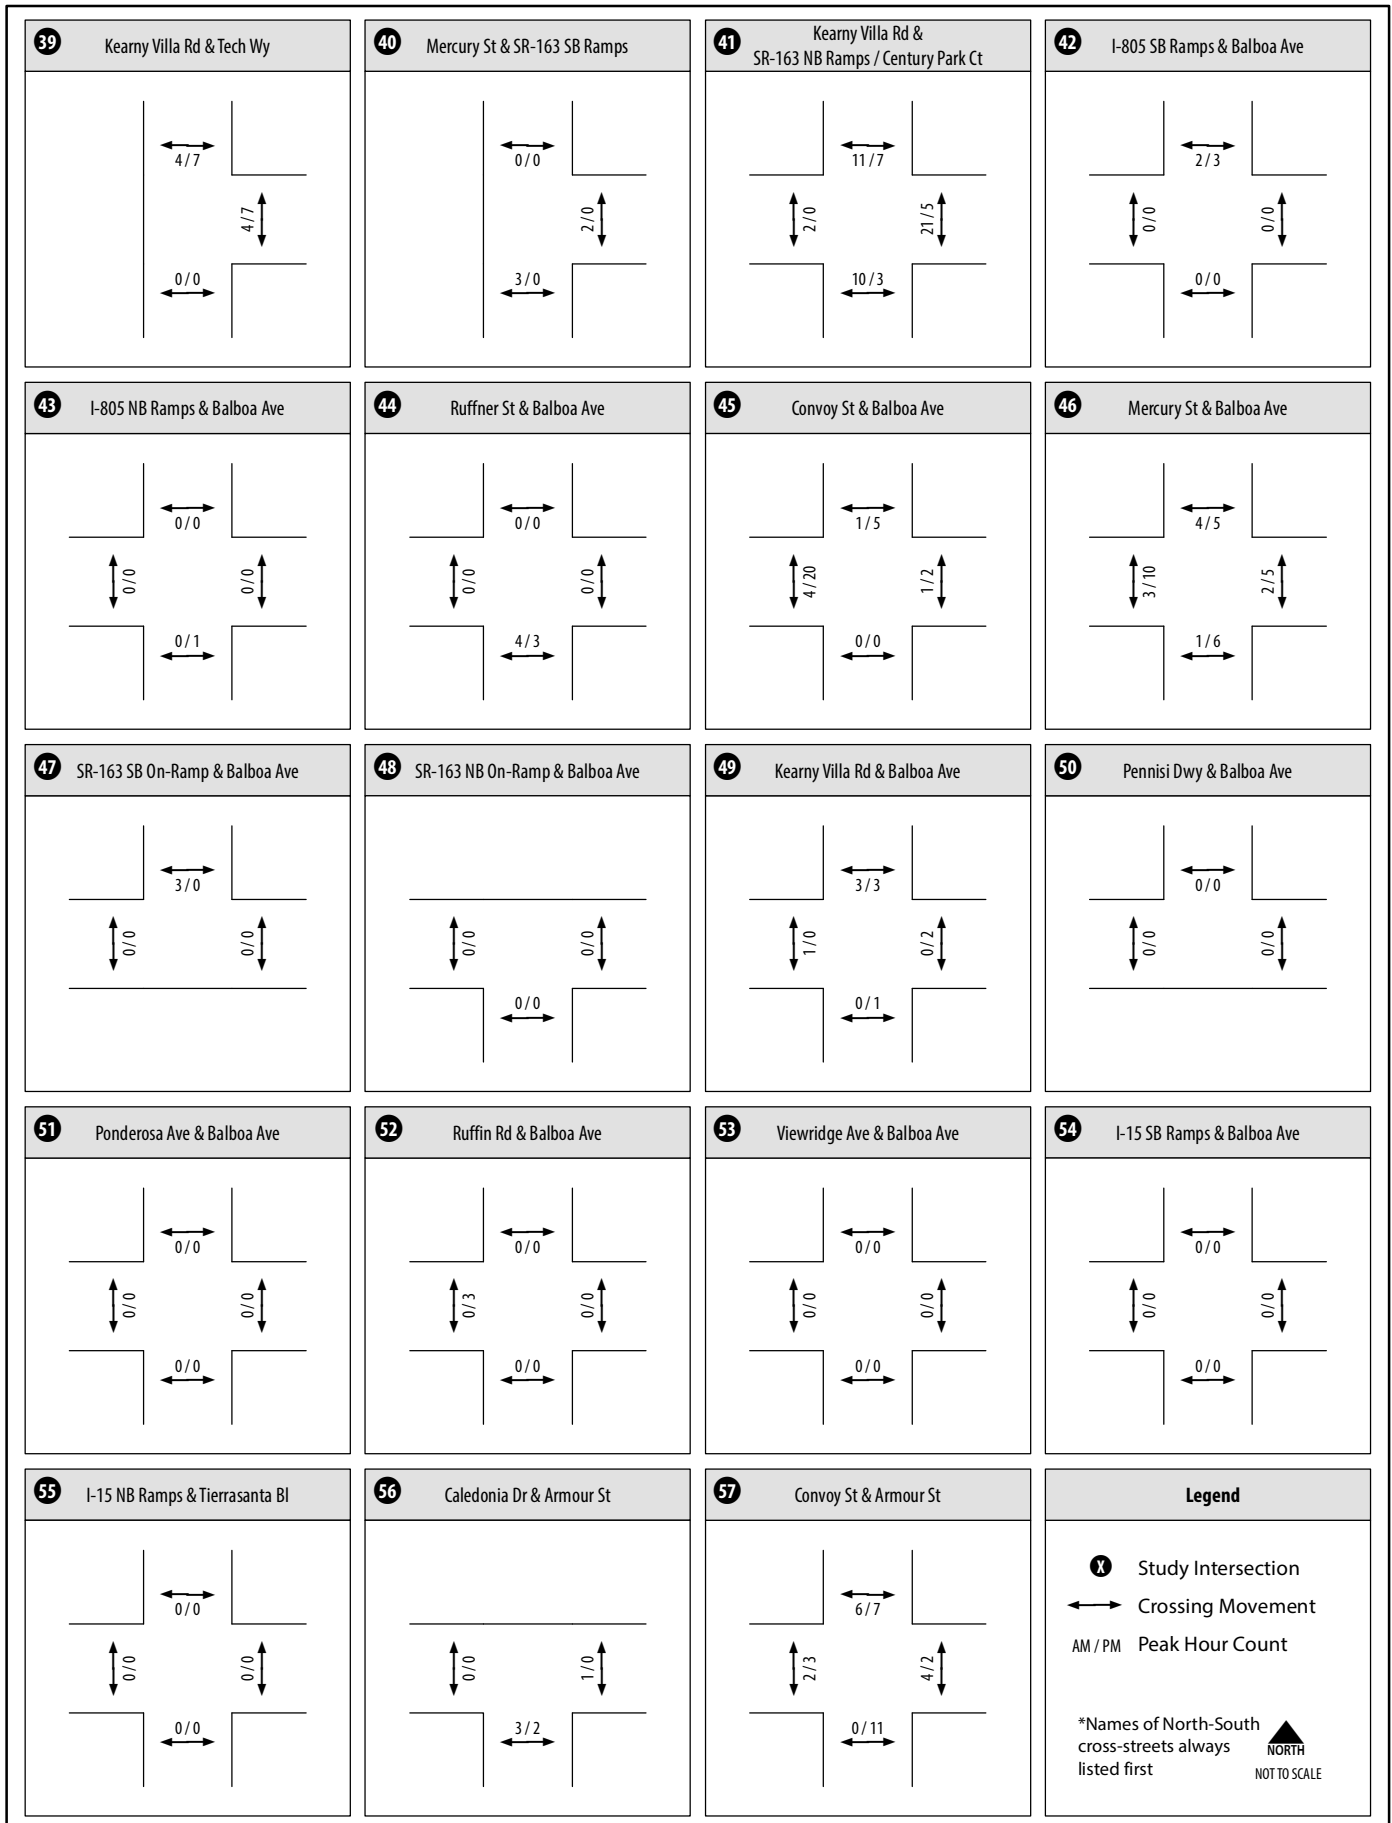 39 Kearny Villa Rd & Tech Wy
4 / 7
4 / 7
0 / 0
40 Mercury St & SR-163 SB Ramps
0 / 0
2 / 0
3 / 0
41 Kearny Villa Rd &
SR-163 NB Ramps / Century Park Ct
11 / 7
2 / 0
21 / 5
10 / 3
42 I-805 SB Ramps & Balboa Ave
2 / 3
0 / 0
0 / 0
0 / 0
43 I-805 NB Ramps & Balboa Ave
0 / 0
0 / 0
0 / 0
0 / 1
44 Ruffner St & Balboa Ave
0 / 0
0 / 0
0 / 0
4 / 3
45 Convoy St & Balboa Ave
1 / 5
4 / 20
1 / 2
0 / 0
46 Mercury St & Balboa Ave
4 / 5
3 / 10
2 / 5
1 / 6
47 SR-163 SB On-Ramp & Balboa Ave
3 / 0
0 / 0
0 / 0
48 SR-163 NB On-Ramp & Balboa Ave
0 / 0
0 / 0
0 / 0
49 Kearny Villa Rd & Balboa Ave
3 / 3
1 / 0
0 / 2
0 / 1
50 Pennisi Dwy & Balboa Ave
0 / 0
0 / 0
0 / 0
51 Ponderosa Ave & Balboa Ave
0 / 0
0 / 0
0 / 0
0 / 0
52 Ruffin Rd & Balboa Ave
0 / 0
0 / 3
0 / 0
0 / 0
53 Viewridge Ave & Balboa Ave
0 / 0
0 / 0
0 / 0
0 / 0
54 I-15 SB Ramps & Balboa Ave
0 / 0
0 / 0
0 / 0
0 / 0
55 I-15 NB Ramps & Tierrasanta Bl
0 / 0
0 / 0
0 / 0
0 / 0
56 Caledonia Dr & Armour St
0 / 0
1 / 0
3 / 2
57 Convoy St & Armour St
6 / 7
2 / 3
4 / 2
0 / 11
Legend
X Study Intersection
Crossing Movement
AM / PM Peak Hour Count
*Names of North-South
cross-streets always
listed first
NORTH
NOT TO SCALE